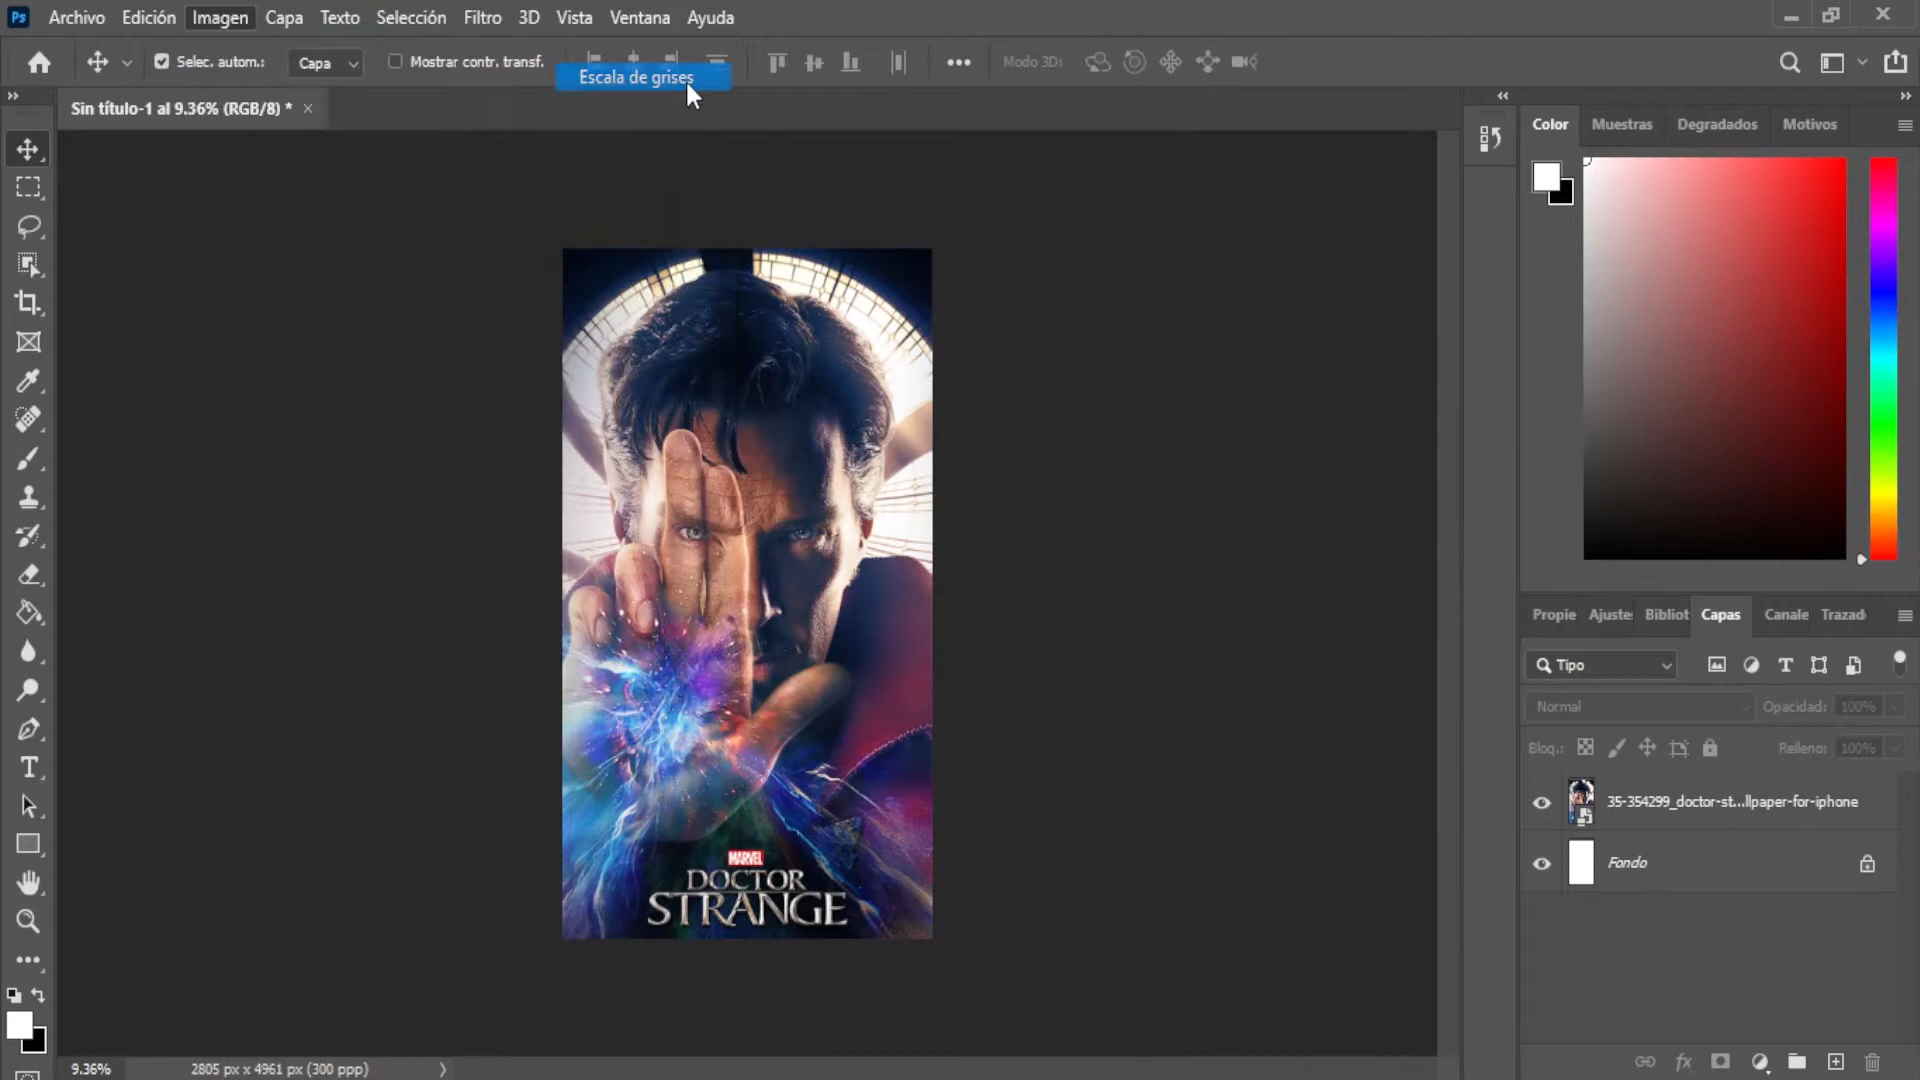 Ps Archivo Edición Imagen Capa Texto Selección Filtro 3D Vista Ventana Ayuda
Selec. autom.: Capa Mostrar contr. transf. Modo 3D:
Escala de grises
Sin título-1 al 9.36% (RGB/8) *
Color Muestras Degradados Motivos
MARVEL
DOCTOR
STRANGE
Propie Ajuste Bibliot Capas Canale Trazad
Tipo
Normal Opacidad: 100%
Bloq.: Relleno: 100%
35-354299_doctor-st...llpaper-for-iphone
Fondo
9.36% 2805 px x 4961 px (300 ppp)